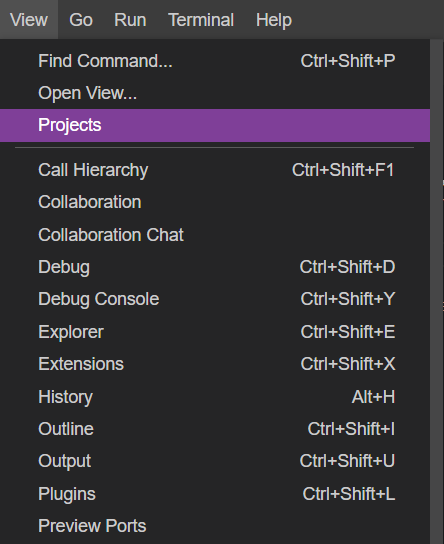 View Go Run Terminal Help
Find Command... Ctrl+Shift+P
Open View...
Projects
Call Hierarchy Ctrl+Shift+F1
Collaboration
Collaboration Chat
Debug Ctrl+Shift+D
Debug Console Ctrl+Shift+Y
Explorer Ctrl+Shift+E
Extensions Ctrl+Shift+X
History Alt+H
Outline Ctrl+Shift+I
Output Ctrl+Shift+U
Plugins Ctrl+Shift+L
Preview Ports